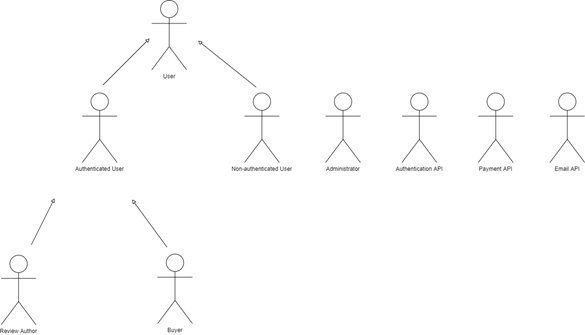 User
Authenticated User
Non-authenticated User
Administrator
Authentication API
Payment API
Email API
Review Author
Buyer